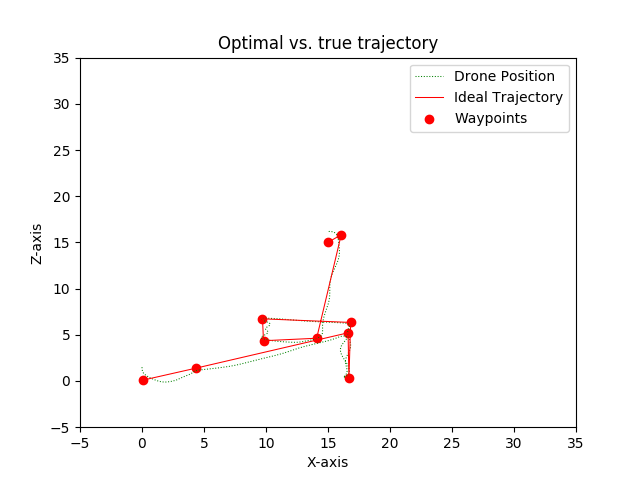 Optimal vs. true trajectory
Drone Position
Ideal Trajectory
Waypoints
35
30
25
20
15
10
5
0
−5
Z-axis
−5 0 5 10 15 20 25 30 35
X-axis